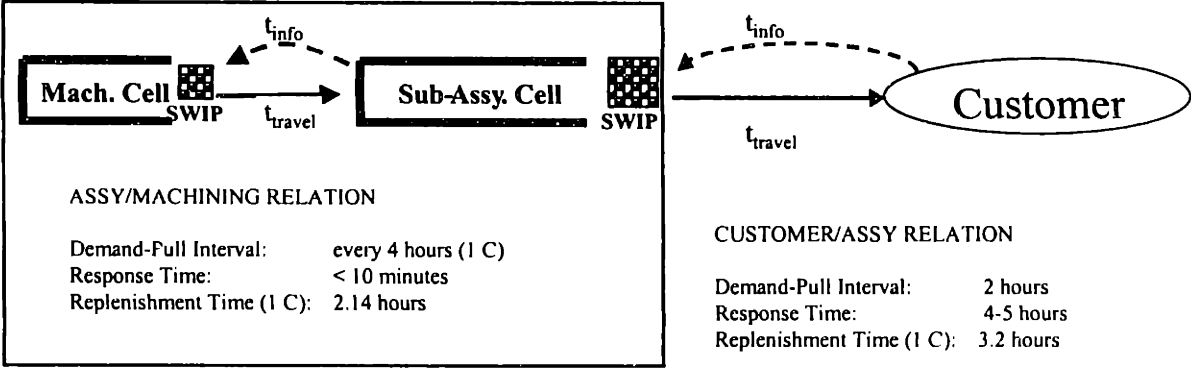 t_info
t_info
Mach. Cell
Sub-Assy. Cell
Customer
SWIP
t_travel
SWIP
t_travel
ASSY/MACHINING RELATION
Demand-Pull Interval: every 4 hours (1 C)
Response Time: < 10 minutes
Replenishment Time (1 C): 2.14 hours
CUSTOMER/ASSY RELATION
Demand-Pull Interval: 2 hours
Response Time: 4-5 hours
Replenishment Time (1 C): 3.2 hours